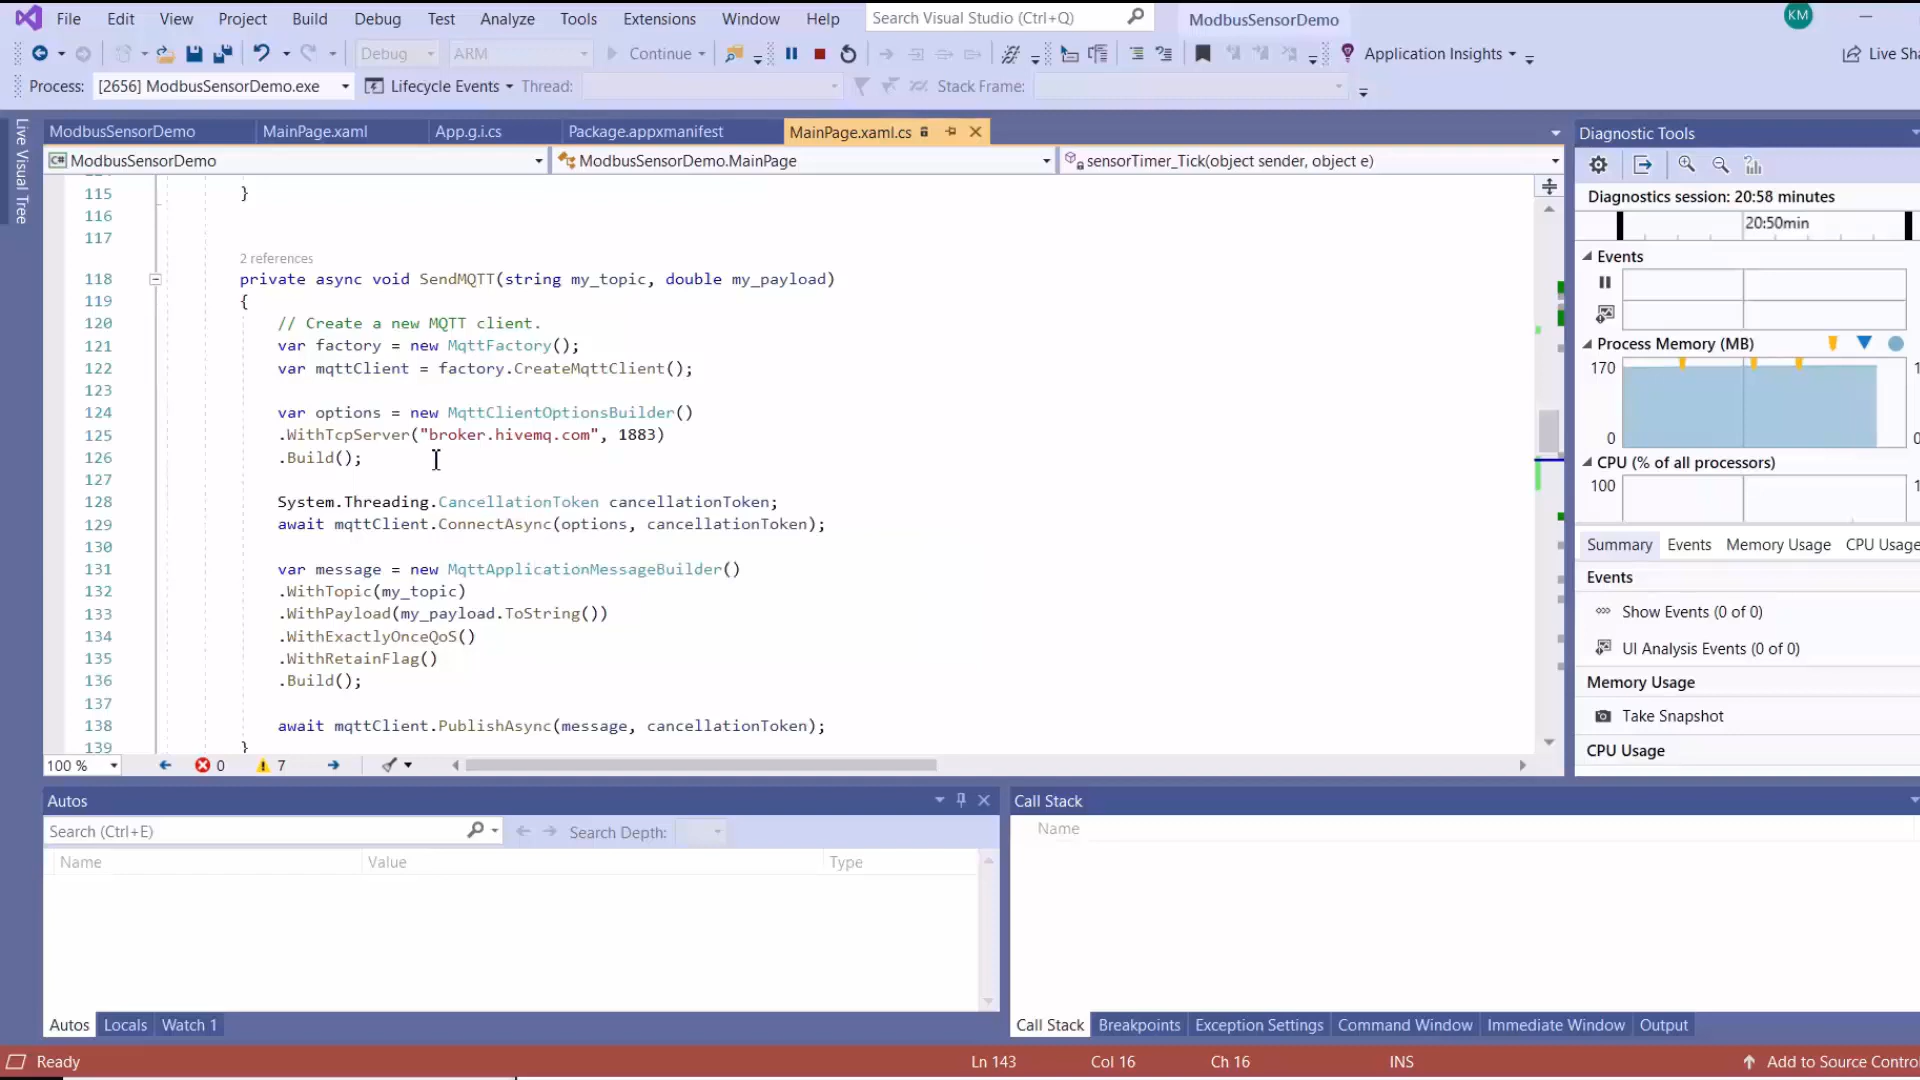 File Edit View Project Build Debug Test Analyze Tools Extensions Window Help Search Visual Studio (Ctrl+Q) ModbusSensorDemo KM
Debug ARM Continue Application Insights Live Sha
Process: [2656] ModbusSensorDemo.exe Lifecycle Events Thread: Stack Frame:
Live Visual Tree
ModbusSensorDemo MainPage.xaml App.g.i.cs Package.appxmanifest MainPage.xaml.cs
C# ModbusSensorDemo ModbusSensorDemo.MainPage sensorTimer_Tick(object sender, object e)
115 }
116
117
2 references
118 private async void SendMQTT(string my_topic, double my_payload)
119 {
120 // Create a new MQTT client.
121 var factory = new MqttFactory();
122 var mqttClient = factory.CreateMqttClient();
123
124 var options = new MqttClientOptionsBuilder()
125 .WithTcpServer("broker.hivemq.com", 1883)
126 .Build();
127
128 System.Threading.CancellationToken cancellationToken;
129 await mqttClient.ConnectAsync(options, cancellationToken);
130
131 var message = new MqttApplicationMessageBuilder()
132 .WithTopic(my_topic)
133 .WithPayload(my_payload.ToString())
134 .WithExactlyOnceQoS()
135 .WithRetainFlag()
136 .Build();
137
138 await mqttClient.PublishAsync(message, cancellationToken);
139 }
100 % 0 7
Diagnostic Tools
Diagnostics session: 20:58 minutes
20:50min
Events
Process Memory (MB)
170 1
0 0
CPU (% of all processors)
100 1
Summary Events Memory Usage CPU Usage
Events
Show Events (0 of 0)
UI Analysis Events (0 of 0)
Memory Usage
Take Snapshot
CPU Usage
Autos
Search (Ctrl+E) Search Depth:
Name Value Type
Autos Locals Watch 1
Call Stack
Name
Call Stack Breakpoints Exception Settings Command Window Immediate Window Output
Ready Ln 143 Col 16 Ch 16 INS Add to Source Contro